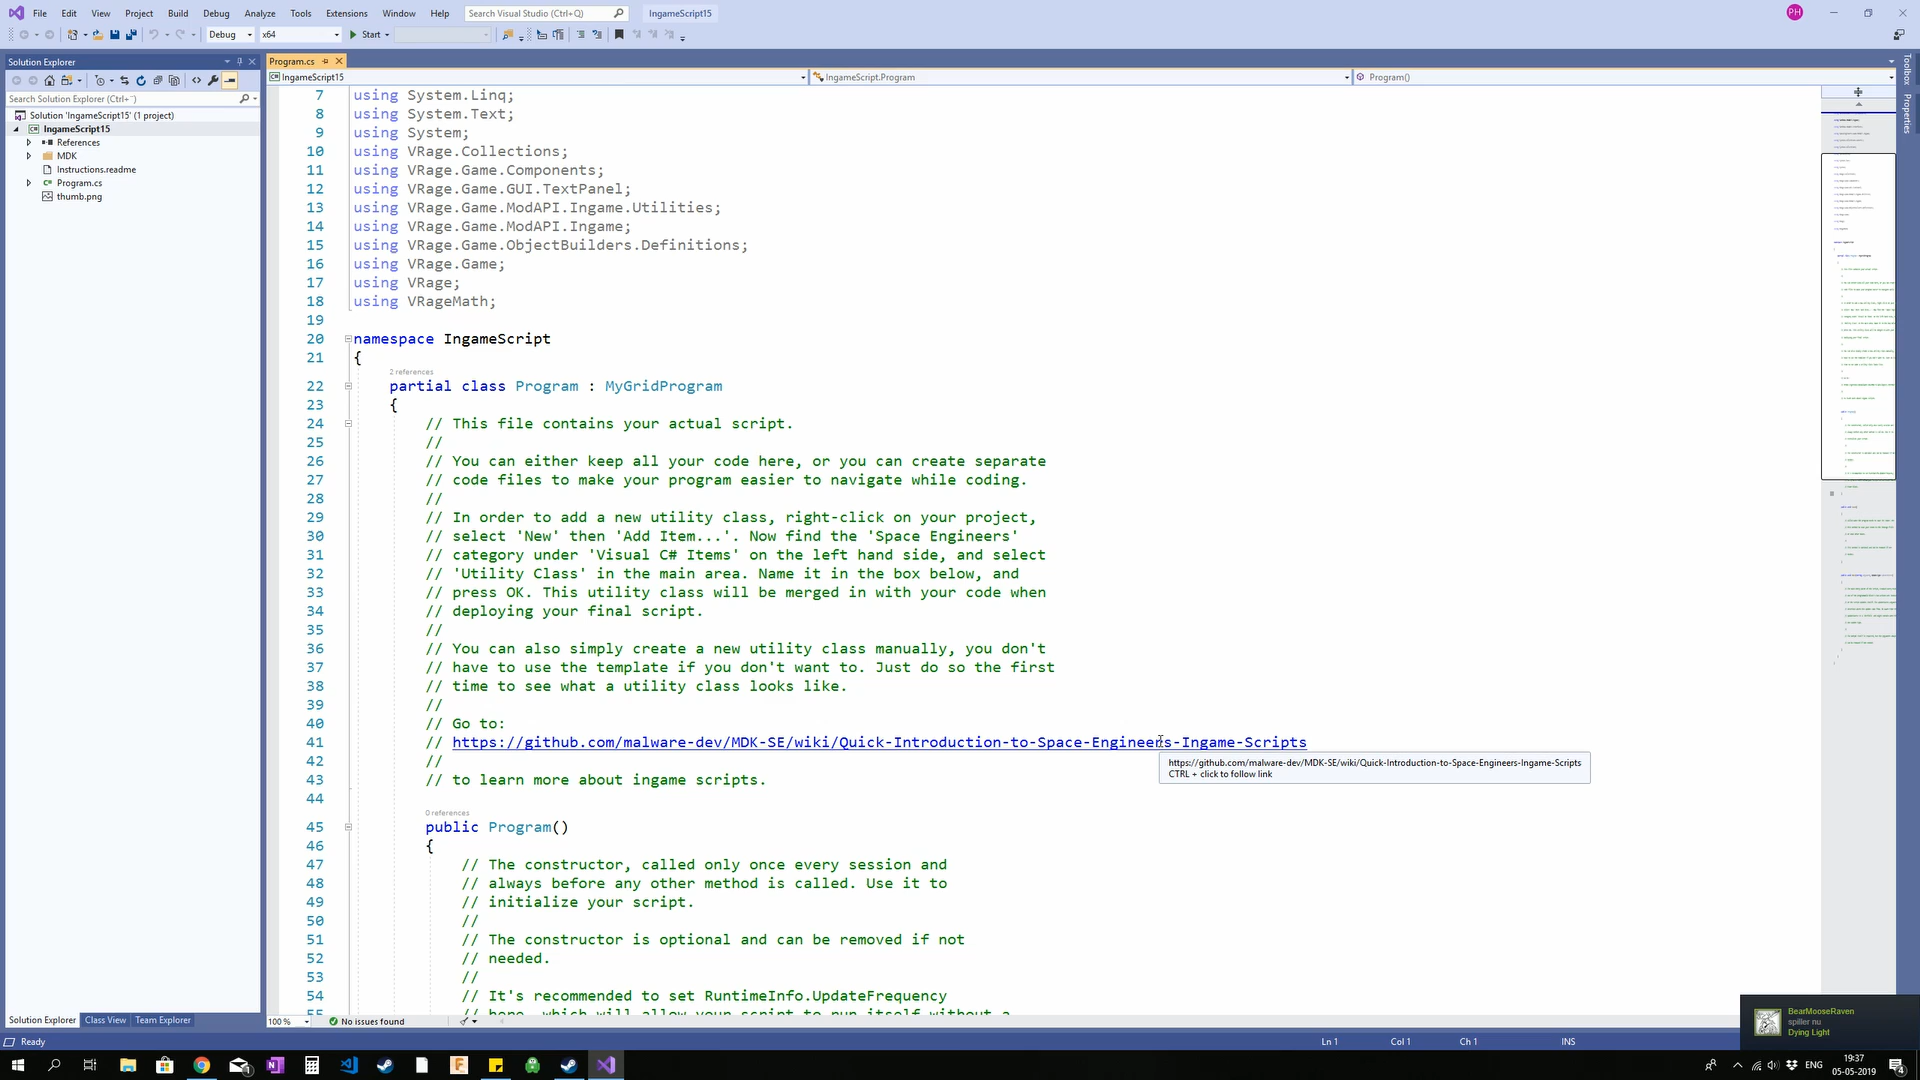 File Edit View Project Build Debug Analyze Tools Extensions Window Help Search Visual Studio (Ctrl+Q) IngameScript15 PH
Debug x64 Start
Solution Explorer
Search Solution Explorer (Ctrl+¨)
Solution 'IngameScript15' (1 project)
IngameScript15
References
MDK
Instructions.readme
Program.cs
thumb.png
Solution Explorer Class View Team Explorer
Program.cs
IngameScript15 IngameScript.Program Program()
7 using System.Linq;
8 using System.Text;
9 using System;
10 using VRage.Collections;
11 using VRage.Game.Components;
12 using VRage.Game.GUI.TextPanel;
13 using VRage.Game.ModAPI.Ingame.Utilities;
14 using VRage.Game.ModAPI.Ingame;
15 using VRage.Game.ObjectBuilders.Definitions;
16 using VRage.Game;
17 using VRage;
18 using VRageMath;
19
20 namespace IngameScript
21 {
2 references
22 partial class Program : MyGridProgram
23 {
24 // This file contains your actual script.
25 //
26 // You can either keep all your code here, or you can create separate
27 // code files to make your program easier to navigate while coding.
28 //
29 // In order to add a new utility class, right-click on your project,
30 // select 'New' then 'Add Item...'. Now find the 'Space Engineers'
31 // category under 'Visual C# Items' on the left hand side, and select
32 // 'Utility Class' in the main area. Name it in the box below, and
33 // press OK. This utility class will be merged in with your code when
34 // deploying your final script.
35 //
36 // You can also simply create a new utility class manually, you don't
37 // have to use the template if you don't want to. Just do so the first
38 // time to see what a utility class looks like.
39 //
40 // Go to:
41 // https://github.com/malware-dev/MDK-SE/wiki/Quick-Introduction-to-Space-Engineers-Ingame-Scripts
42 //
https://github.com/malware-dev/MDK-SE/wiki/Quick-Introduction-to-Space-Engineers-Ingame-Scripts
CTRL + click to follow link
43 // to learn more about ingame scripts.
44
0 references
45 public Program()
46 {
47 // The constructor, called only once every session and
48 // always before any other method is called. Use it to
49 // initialize your script.
50 //
51 // The constructor is optional and can be removed if not
52 // needed.
53 //
54 // It's recommended to set RuntimeInfo.UpdateFrequency
55 // here, which will allow your script to run itself without a
100 % No issues found
Toolbox
Properties
BearMooseRaven
spiller nu
Dying Light
Ready Ln 1 Col 1 Ch 1 INS
ENG
19:37
05-05-2019